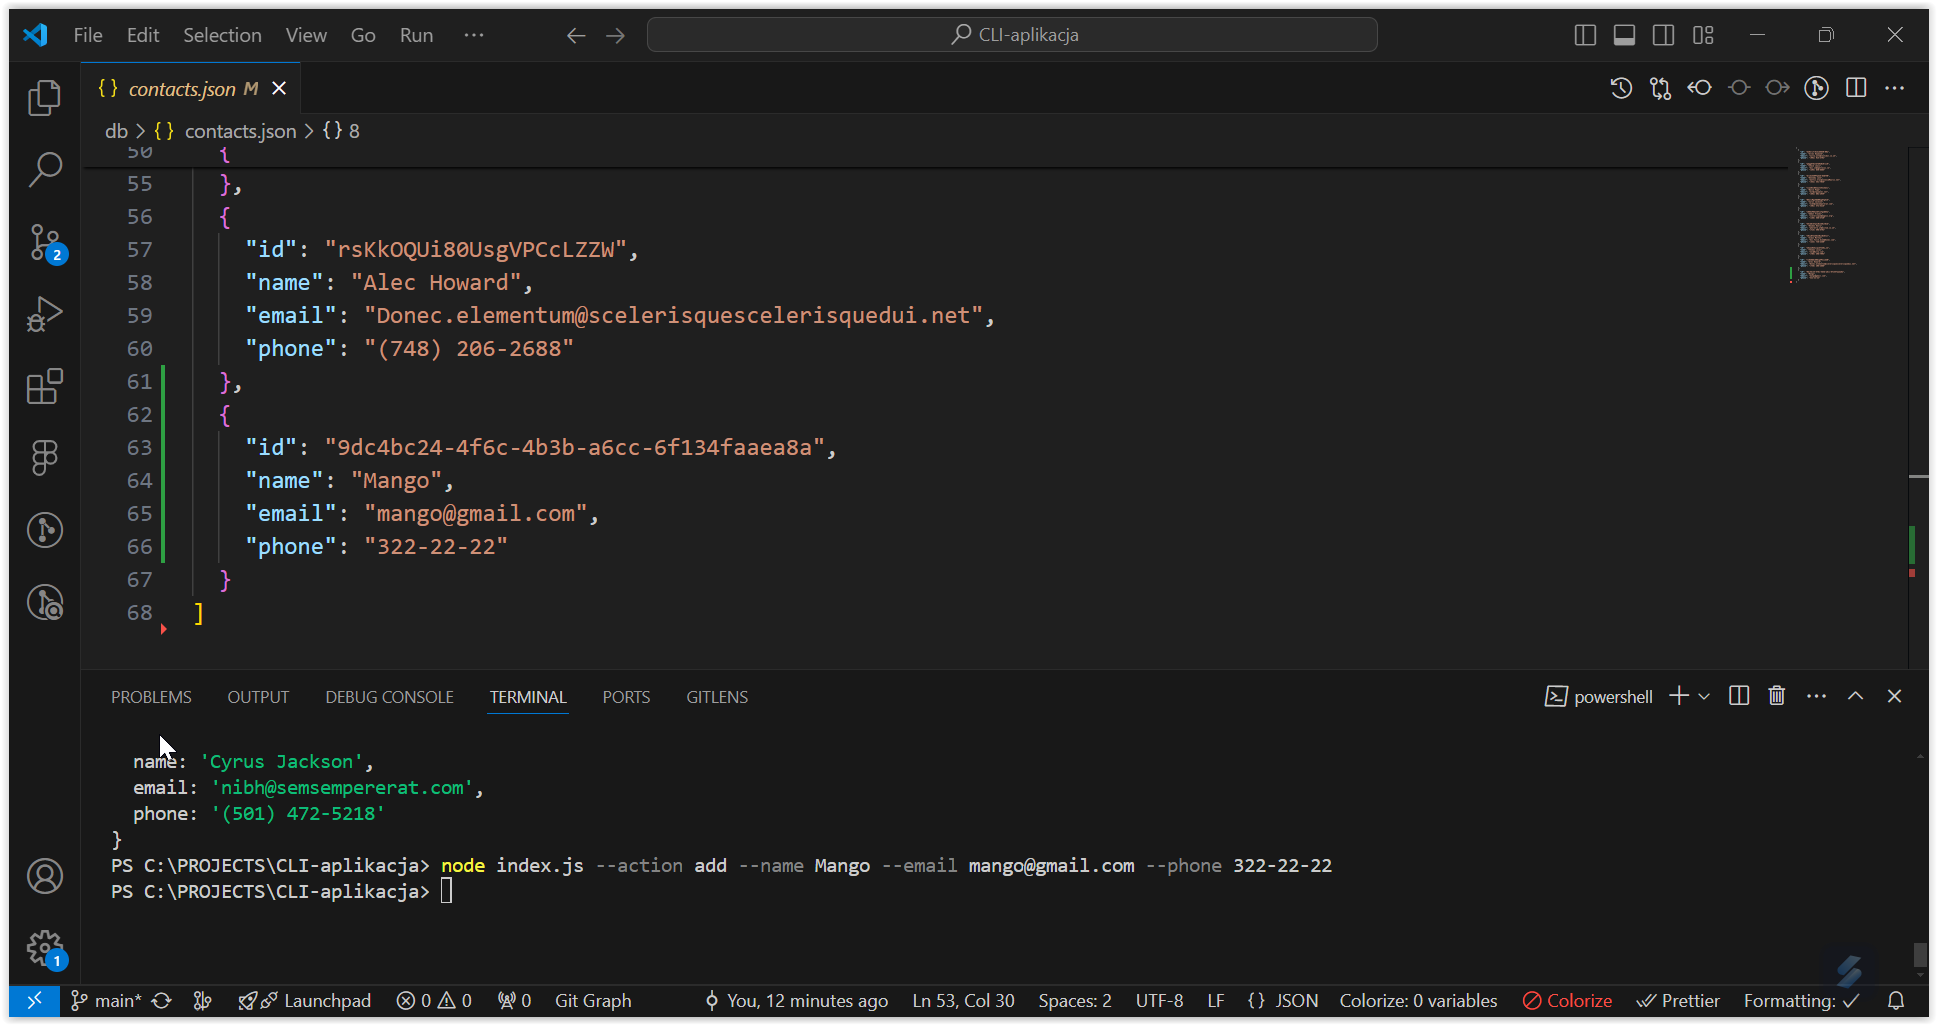 File Edit Selection View Go Run ··· CLI-aplikacja
{} contacts.json M
db > {} contacts.json > {} 8
50 {
55 },
56 {
57 "id": "rsKkOQUi80UsgVPCcLZZW",
58 "name": "Alec Howard",
59 "email": "Donec.elementum@scelerisquescelerisquedui.net",
60 "phone": "(748) 206-2688"
61 },
62 {
63 "id": "9dc4bc24-4f6c-4b3b-a6cc-6f134faaea8a",
64 "name": "Mango",
65 "email": "mango@gmail.com",
66 "phone": "322-22-22"
67 }
68 ]
2
PROBLEMS OUTPUT DEBUG CONSOLE TERMINAL PORTS GITLENS powershell
name: 'Cyrus Jackson',
email: 'nibh@semsempererat.com',
phone: '(501) 472-5218'
}
PS C:\PROJECTS\CLI-aplikacja> node index.js --action add --name Mango --email mango@gmail.com --phone 322-22-22
PS C:\PROJECTS\CLI-aplikacja>
1
main* Launchpad 0 0 0 Git Graph You, 12 minutes ago Ln 53, Col 30 Spaces: 2 UTF-8 LF {} JSON Colorize: 0 variables Colorize Prettier Formatting: ✓